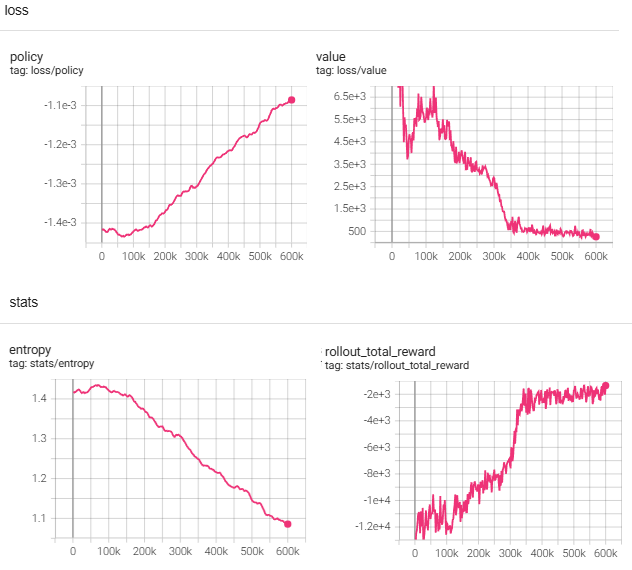 loss
policy
tag: loss/policy
-1.1e-3
-1.2e-3
-1.3e-3
-1.4e-3
0 100k 200k 300k 400k 500k 600k
value
tag: loss/value
6.5e+3
5.5e+3
4.5e+3
3.5e+3
2.5e+3
1.5e+3
500
0 100k 200k 300k 400k 500k 600k
stats
entropy
tag: stats/entropy
1.4
1.3
1.2
1.1
0 100k 200k 300k 400k 500k 600k
rollout_total_reward
tag: stats/rollout_total_reward
-2e+3
-4e+3
-6e+3
-8e+3
-1e+4
-1.2e+4
0 100k 200k 300k 400k 500k 600k